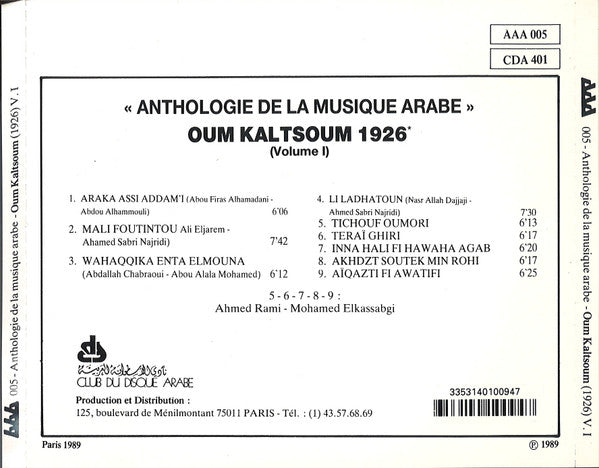 AAA 005
CDA 401
« ANTHOLOGIE DE LA MUSIQUE ARABE »
OUM KALTSOUM 1926*
(Volume I)
1. ARAKA ASSI ADDAM'I (Abou Firas Alhamadani -
Abdou Alhammouli) 6'06
2. MALI FOUTINTOU Ali Eljarem -
Ahamed Sabri Najridi) 7'42
3. WAHAQQIKA ENTA ELMOUNA
(Abdallah Chabraoui - Abou Alala Mohamed) 6'12
4. LI LADHATOUN (Nasr Allah Dajjaji -
Ahmed Sabri Najridi) 7'30
5. TICHOUF OUMORI 6'13
6. TERAÏ GHIRI 6'17
7. INNA HALI FI HAWAHA AGAB 6'20
8. AKHDZT SOUTEK MIN ROHI 6'17
9. AÏQAZTI FI AWATIFI 6'25
5 - 6 - 7 - 8 - 9 :
Ahmed Rami - Mohamed Elkassabgi
نادي الأسطوانة العربية
CLUB DU DISQUE ARABE
Production et Distribution :
125, boulevard de Ménilmontant 75011 PARIS - Tél. : (1) 43.57.68.69
3353140100947
Paris 1989
℗ 1989
AAA 005 - Anthologie de la musique arabe - Oum Kaltsoum (1926) V. I
AAA 005 - Anthologie de la musique arabe - Oum Kaltsoum (1926) V. I